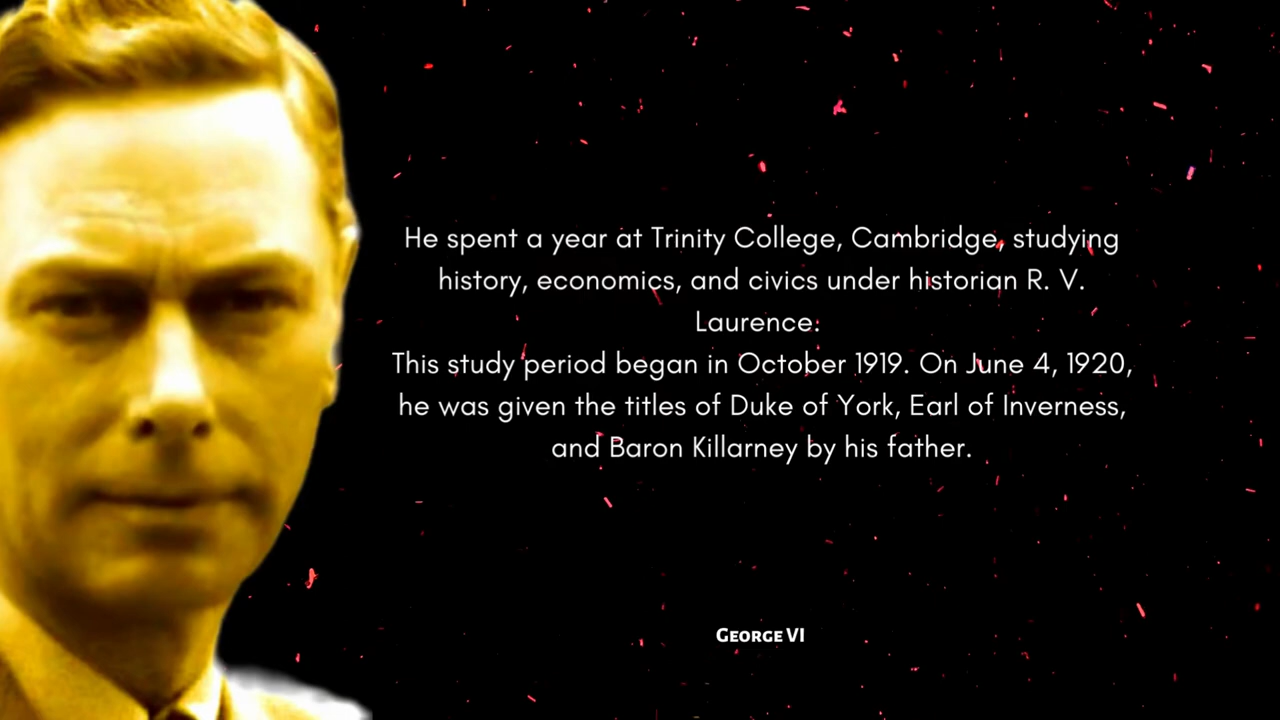 He spent a year at Trinity College, Cambridge, studying
history, economics, and civics under historian R. V.
Laurence.
This study period began in October 1919. On June 4, 1920,
he was given the titles of Duke of York, Earl of Inverness,
and Baron Killarney by his father.
George VI